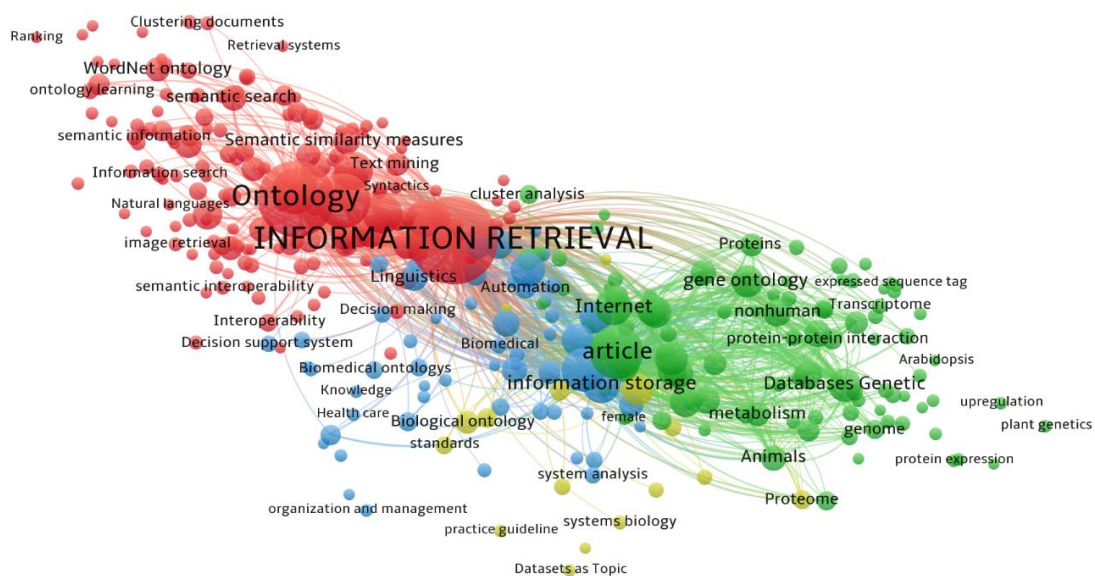 Clustering documents
Ranking
Retrieval systems
WordNet ontology
ontology learning
semantic search
semantic information
Semantic similarity measures
Text mining
Information search
Syntactics
Ontology
cluster analysis
Natural languages
INFORMATION RETRIEVAL
image retrieval
Proteins
Linguistics
gene ontology
expressed sequence tag
semantic interoperability
Automation
Internet
Transcriptome
Decision making
nonhuman
Interoperability
protein-protein interaction
Decision support system
Biomedical
article
Arabidopsis
Biomedical ontologys
information storage
Databases Genetic
Knowledge
upregulation
Health care
female
metabolism
Biological ontology
plant genetics
genome
standards
Animals
protein expression
system analysis
Proteome
organization and management
systems biology
practice guideline
Datasets as Topic